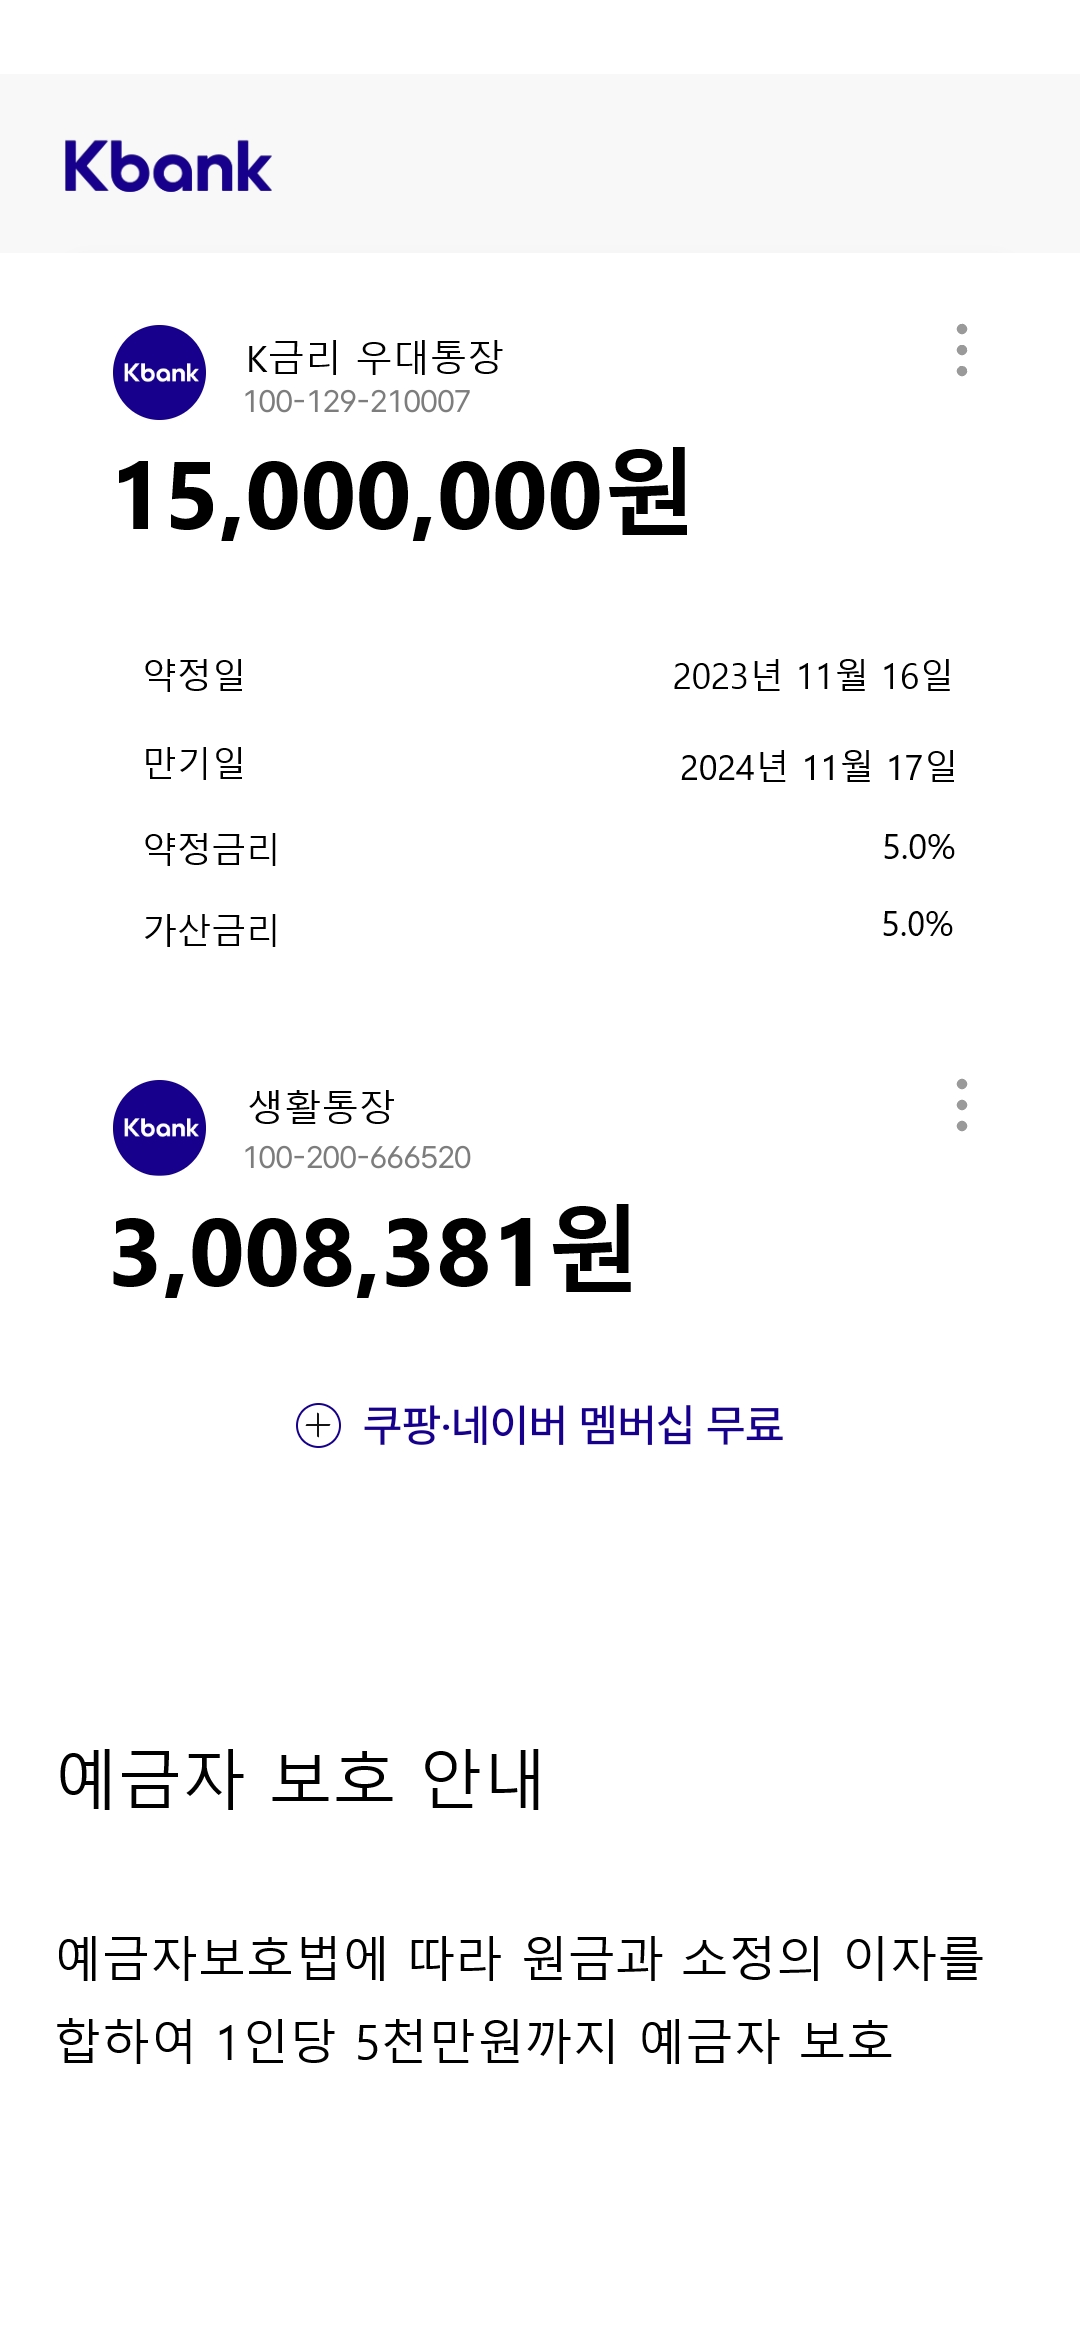 Kbank
Kbank
K금리 우대통장
100-129-210007
15,000,000원
약정일 2023년 11월 16일
만기일 2024년 11월 17일
약정금리 5.0%
가산금리 5.0%
Kbank
생활통장
100-200-666520
3,008,381원
쿠팡·네이버 멤버십 무료
예금자 보호 안내
예금자보호법에 따라 원금과 소정의 이자를
합하여 1인당 5천만원까지 예금자 보호